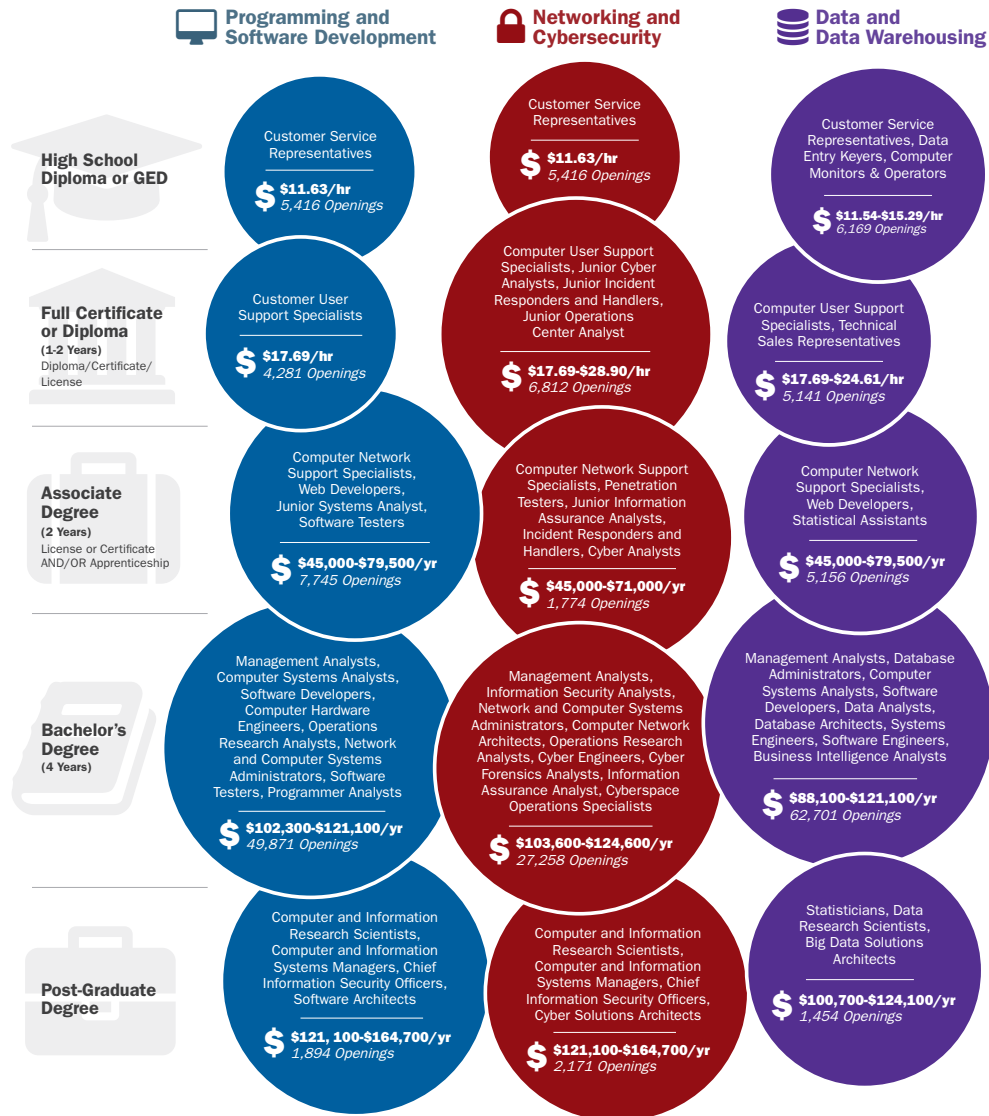 Programming and
Software Development
Networking and
Cybersecurity
Data and
Data Warehousing
High School
Diploma or GED
Customer Service
Representatives
$ $11.63/hr
5,416 Openings
Customer Service
Representatives
$ $11.63/hr
5,416 Openings
Customer Service
Representatives, Data
Entry Keyers, Computer
Monitors & Operators
$ $11.54-$15.29/hr
6,169 Openings
Full Certificate
or Diploma
(1-2 Years)
Diploma/Certificate/
License
Customer User
Support Specialists
$ $17.69/hr
4,281 Openings
Computer User Support
Specialists, Junior Cyber
Analysts, Junior Incident
Responders and Handlers,
Junior Operations
Center Analyst
$ $17.69-$28.90/hr
6,812 Openings
Computer User Support
Specialists, Technical
Sales Representatives
$ $17.69-$24.61/hr
5,141 Openings
Associate
Degree
(2 Years)
License or Certificate
AND/OR Apprenticeship
Computer Network
Support Specialists,
Web Developers,
Junior Systems Analyst,
Software Testers
$ $45,000-$79,500/yr
7,745 Openings
Computer Network Support
Specialists, Penetration
Testers, Junior Information
Assurance Analysts,
Incident Responders and
Handlers, Cyber Analysts
$ $45,000-$71,000/yr
1,774 Openings
Computer Network
Support Specialists,
Web Developers,
Statistical Assistants
$ $45,000-$79,500/yr
5,156 Openings
Bachelor's
Degree
(4 Years)
Management Analysts,
Computer Systems Analysts,
Software Developers,
Computer Hardware
Engineers, Operations
Research Analysts, Network
and Computer Systems
Administrators, Software
Testers, Programmer Analysts
$ $102,300-$121,100/yr
49,871 Openings
Management Analysts,
Information Security Analysts,
Network and Computer Systems
Administrators, Computer Network
Architects, Operations Research
Analysts, Cyber Engineers, Cyber
Forensics Analysts, Information
Assurance Analyst, Cyberspace
Operations Specialists
$ $103,600-$124,600/yr
27,258 Openings
Management Analysts, Database
Administrators, Computer
Systems Analysts, Software
Developers, Data Analysts,
Database Architects, Systems
Engineers, Software Engineers,
Business Intelligence Analysts
$ $88,100-$121,100/yr
62,701 Openings
Post-Graduate
Degree
Computer and Information
Research Scientists,
Computer and Information
Systems Managers, Chief
Information Security Officers,
Software Architects
$ $121, 100-$164,700/yr
1,894 Openings
Computer and Information
Research Scientists,
Computer and Information
Systems Managers, Chief
Information Security Officers,
Cyber Solutions Architects
$ $121,100-$164,700/yr
2,171 Openings
Statisticians, Data
Research Scientists,
Big Data Solutions
Architects
$ $100,700-$124,100/yr
1,454 Openings